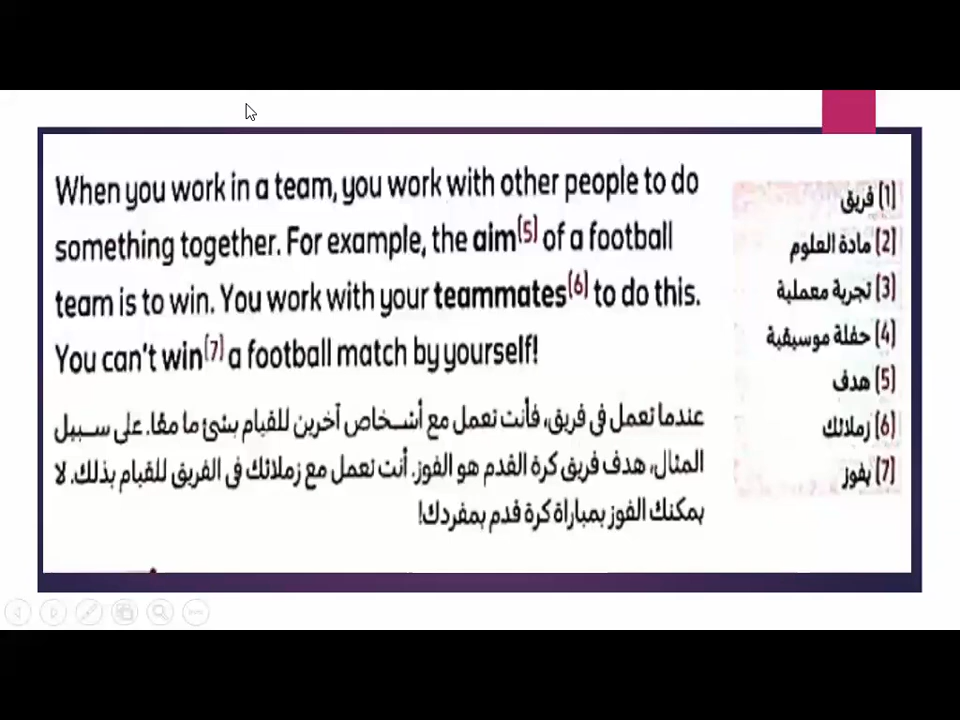 When you work in a team, you work with other people to do
something together. For example, the aim(5) of a football
team is to win. You work with your teammates(6) to do this.
You can't win(7) a football match by yourself!
عندما تعمل فى فريق، فأنت تعمل مع أشخاص آخرين للقيام بشئ ما معًا. على سبيل
المثال، هدف فريق كرة القدم هو الفوز. أنت تعمل مع زملائك فى الفريق للقيام بذلك. لا
يمكنك الفوز بمباراة كرة قدم بمفردك!
(1) فريق
(2) مادة العلوم
(3) تجربة معملية
(4) حفلة موسيقية
(5) هدف
(6) زملائك
(7) يفوز